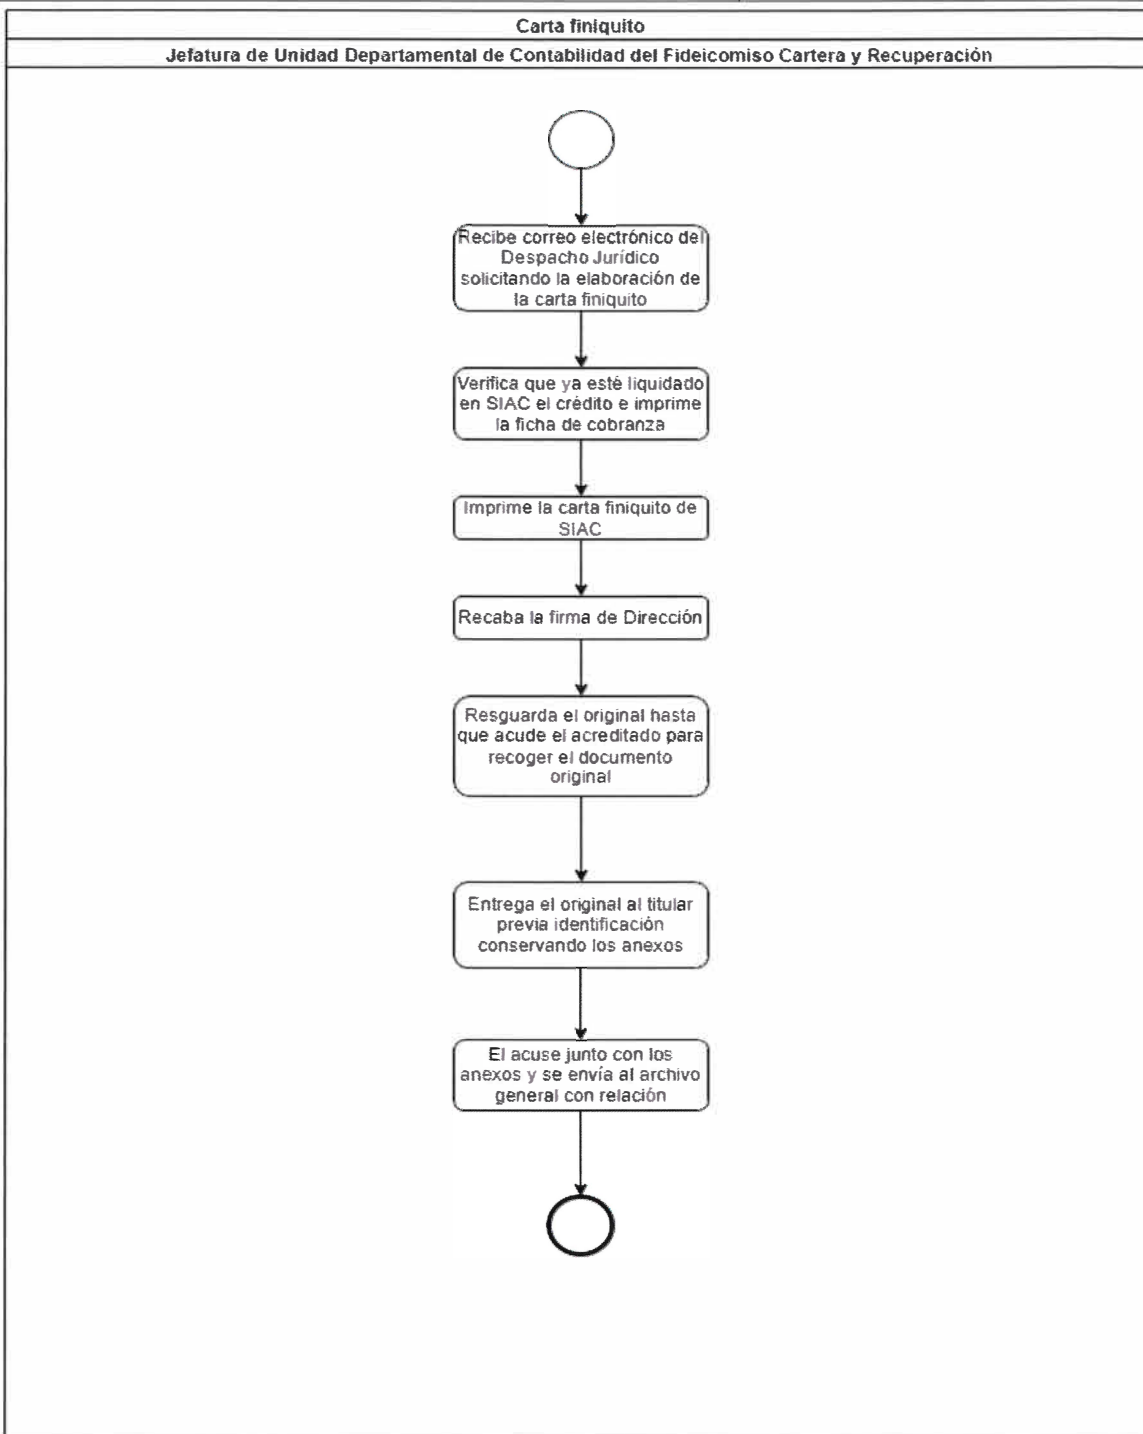 Carta finiquito
Jefatura de Unidad Departamental de Contabilidad del Fideicomiso Cartera y Recuperación
Recibe correo electrónico del
Despacho Jurídico
solicitando la elaboración de
la carta finiquito
Verifica que ya esté liquidado
en SIAC el crédito e imprime
la ficha de cobranza
Imprime la carta finiquito de
SIAC
Recaba la firma de Dirección
Resguarda el original hasta
que acude el acreditado para
recoger el documento
original
Entrega el original al titular
previa identificación
conservando los anexos
El acuse junto con los
anexos y se envía al archivo
general con relación